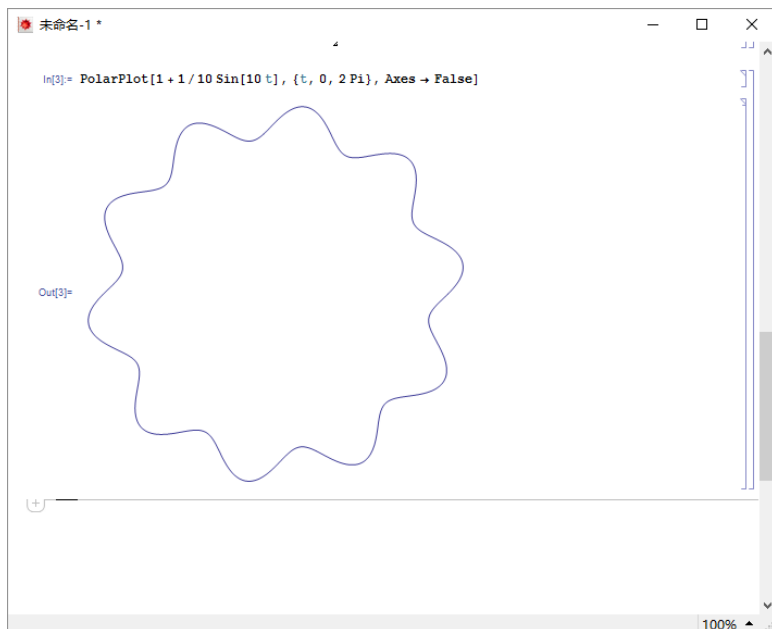 未命名-1 *
In[3]:= PolarPlot[1 + 1 / 10 Sin[10 t], {t, 0, 2 Pi}, Axes → False]
Out[3]=
100%